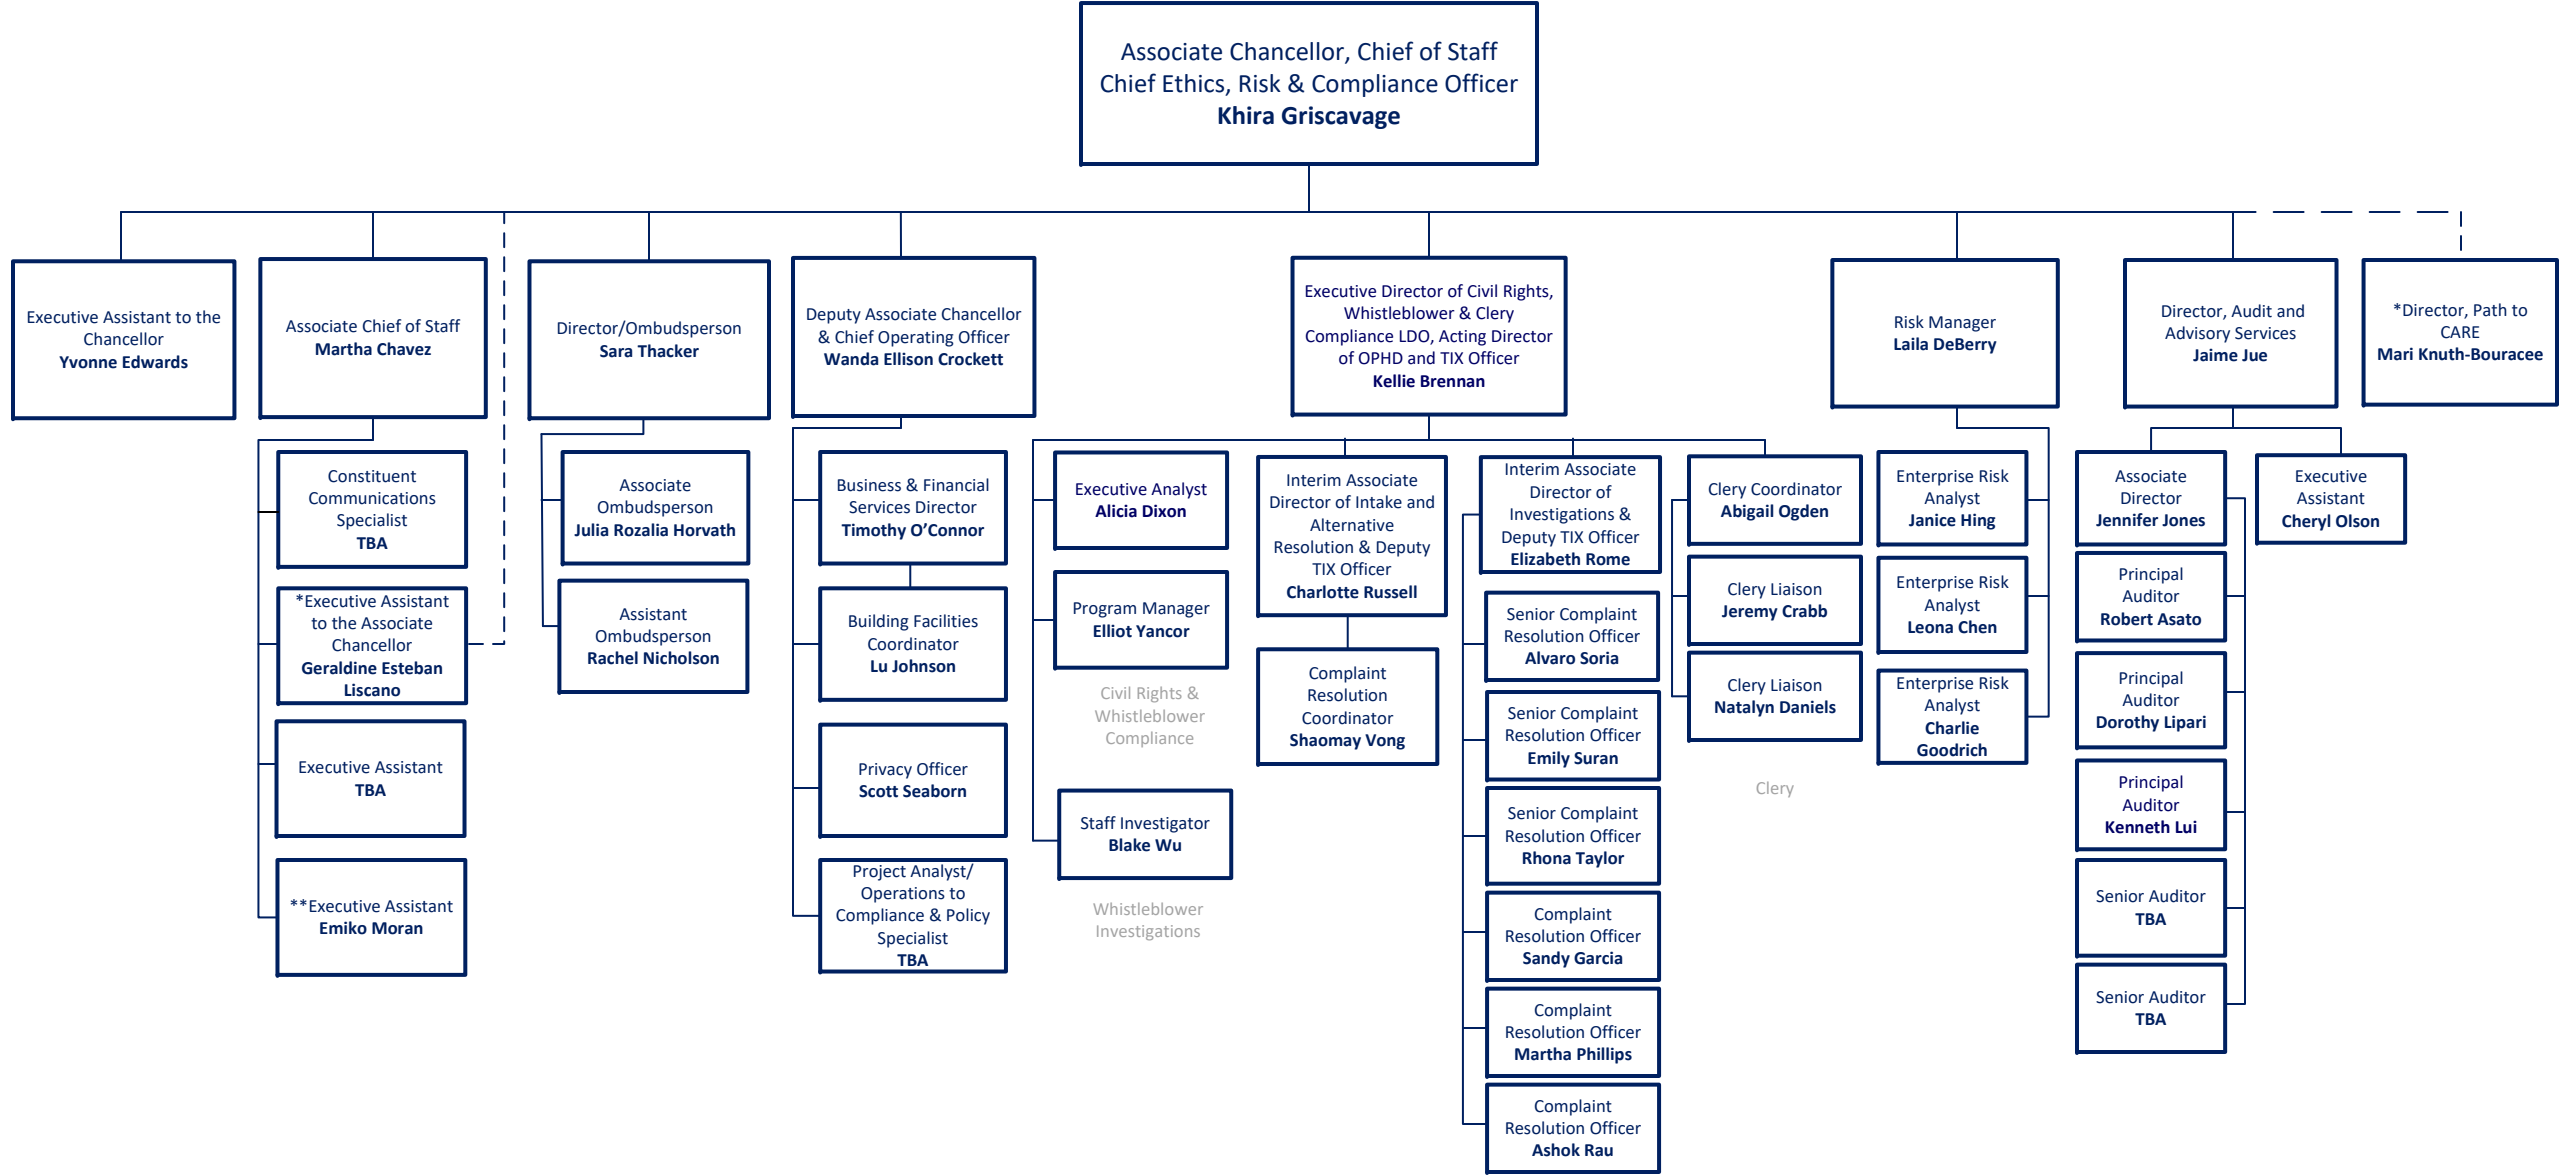 Associate Chancellor, Chief of Staff
Chief Ethics, Risk & Compliance Officer
Khira Griscavage
Executive Assistant to the
Chancellor
Yvonne Edwards
Associate Chief of Staff
Martha Chavez
Director/Ombudsperson
Sara Thacker
Deputy Associate Chancellor
& Chief Operating Officer
Wanda Ellison Crockett
Executive Director of Civil Rights,
Whistleblower & Clery
Compliance LDO, Acting Director
of OPHD and TIX Officer
Kellie Brennan
Risk Manager
Laila DeBerry
Director, Audit and
Advisory Services
Jaime Jue
*Director, Path to
CARE
Mari Knuth-Bouracee
Constituent
Communications
Specialist
TBA
*Executive Assistant
to the Associate
Chancellor
Geraldine Esteban
Liscano
Executive Assistant
TBA
**Executive Assistant
Emiko Moran
Associate
Ombudsperson
Julia Rozalia Horvath
Assistant
Ombudsperson
Rachel Nicholson
Business & Financial
Services Director
Timothy O’Connor
Building Facilities
Coordinator
Lu Johnson
Privacy Officer
Scott Seaborn
Project Analyst/
Operations to
Compliance & Policy
Specialist
TBA
Executive Analyst
Alicia Dixon
Program Manager
Elliot Yancor
Civil Rights &
Whistleblower
Compliance
Staff Investigator
Blake Wu
Whistleblower
Investigations
Interim Associate
Director of Intake and
Alternative
Resolution & Deputy
TIX Officer
Charlotte Russell
Complaint
Resolution
Coordinator
Shaomay Vong
Interim Associate
Director of
Investigations &
Deputy TIX Officer
Elizabeth Rome
Senior Complaint
Resolution Officer
Alvaro Soria
Senior Complaint
Resolution Officer
Emily Suran
Senior Complaint
Resolution Officer
Rhona Taylor
Complaint
Resolution Officer
Sandy Garcia
Complaint
Resolution Officer
Martha Phillips
Complaint
Resolution Officer
Ashok Rau
Clery Coordinator
Abigail Ogden
Clery Liaison
Jeremy Crabb
Clery Liaison
Natalyn Daniels
Clery
Enterprise Risk
Analyst
Janice Hing
Enterprise Risk
Analyst
Leona Chen
Enterprise Risk
Analyst
Charlie
Goodrich
Associate
Director
Jennifer Jones
Principal
Auditor
Robert Asato
Principal
Auditor
Dorothy Lipari
Principal
Auditor
Kenneth Lui
Senior Auditor
TBA
Senior Auditor
TBA
Executive
Assistant
Cheryl Olson